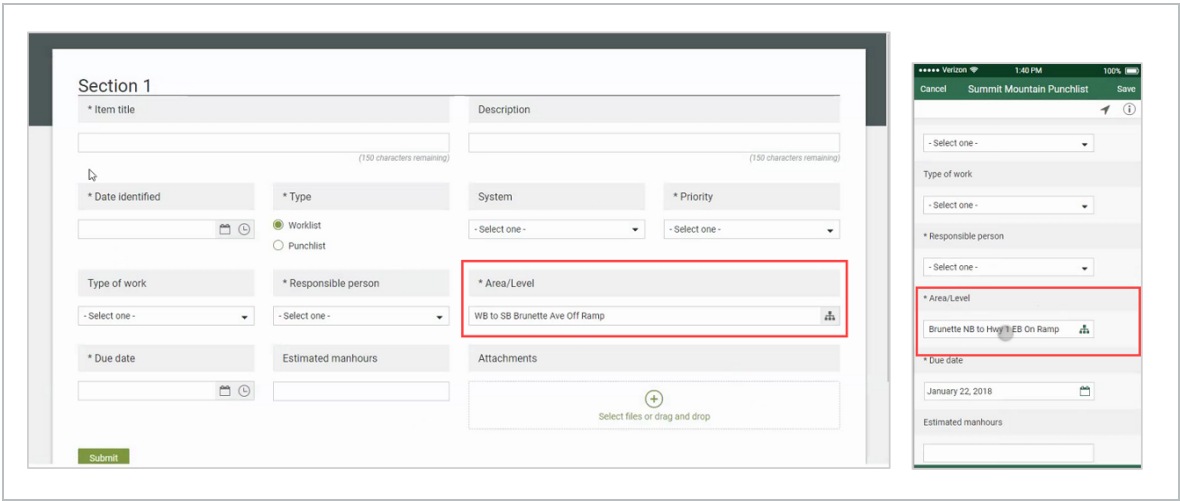 Section 1
* Item title
Description
(150 characters remaining)
(150 characters remaining)
* Date identified
* Type
System
* Priority
Worklist
Punchlist
- Select one -
- Select one -
Type of work
* Responsible person
* Area/Level
- Select one -
- Select one -
WB to SB Brunette Ave Off Ramp
* Due date
Estimated manhours
Attachments
Select files or drag and drop
Submit
Verizon
1:40 PM
100%
Cancel
Summit Mountain Punchlist
Save
- Select one -
Type of work
- Select one -
* Responsible person
- Select one -
* Area/Level
Brunette NB to Hwy 1 EB On Ramp
* Due date
January 22, 2018
Estimated manhours